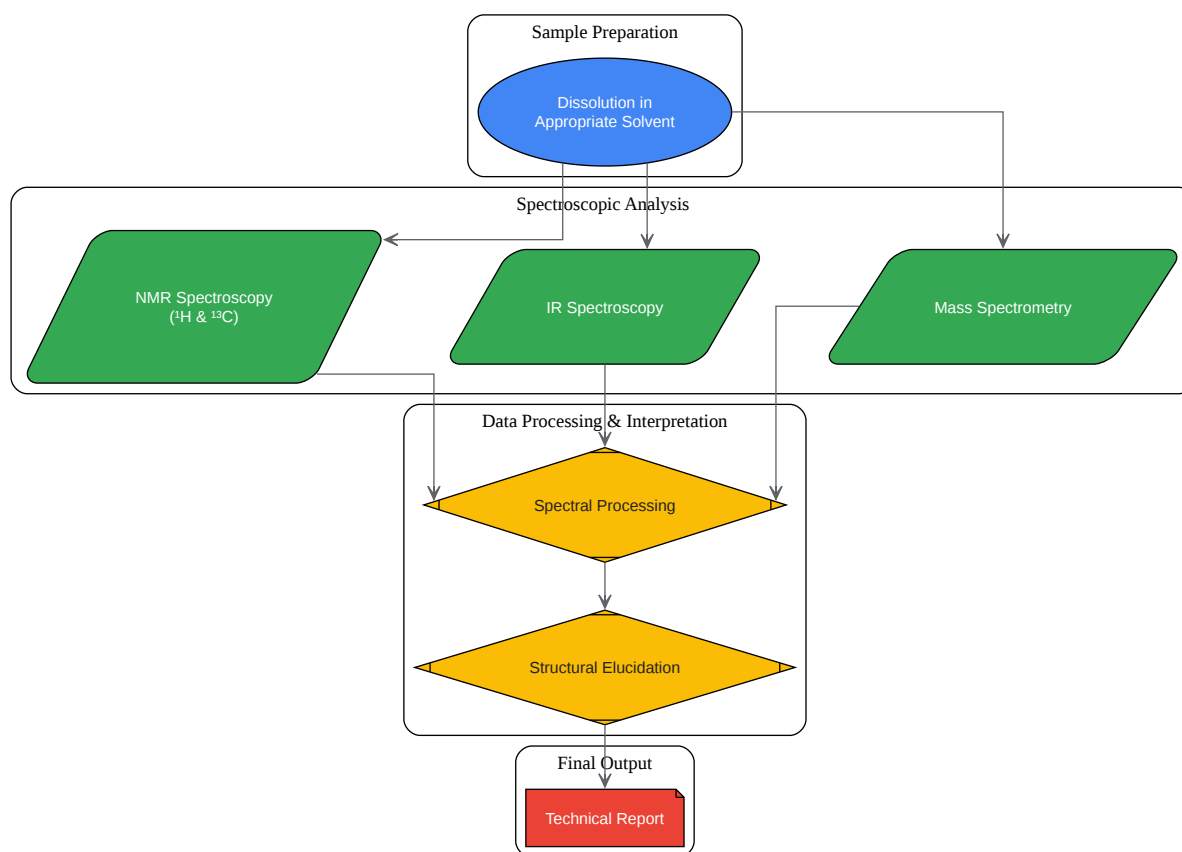 Sample Preparation
Dissolution in
Appropriate Solvent
Spectroscopic Analysis
NMR Spectroscopy
(¹H & ¹³C)
IR Spectroscopy
Mass Spectrometry
Data Processing & Interpretation
Spectral Processing
Structural Elucidation
Final Output
Technical Report